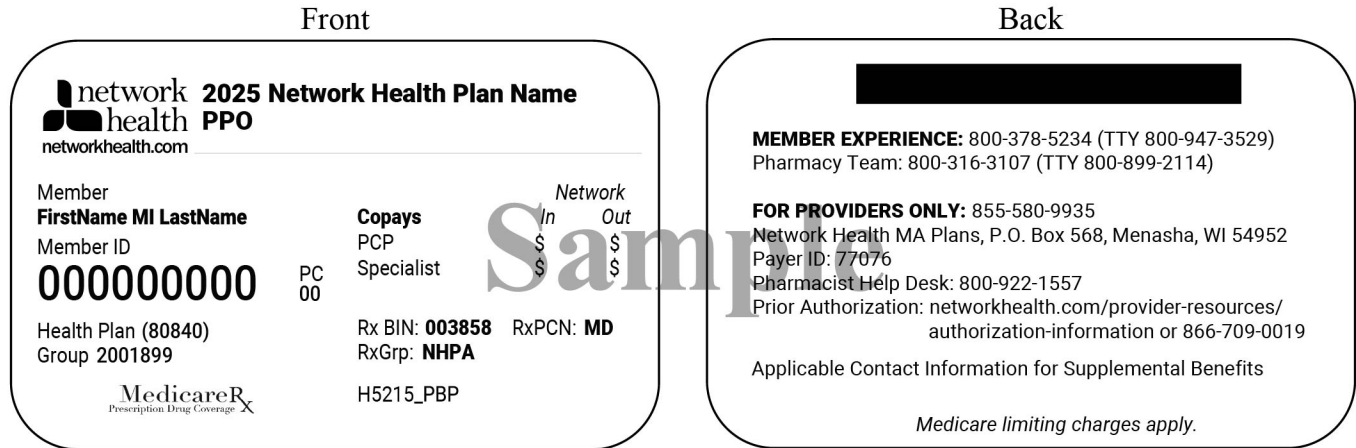 Front
network health
networkhealth.com
2025 Network Health Plan Name
PPO
Member
FirstName MI LastName
Member ID
000000000
PC
00
Health Plan (80840)
Group 2001899
MedicareRx
Prescription Drug Coverage
Network
Copays In Out
PCP $ $
Specialist $ $
Rx BIN: 003858 RxPCN: MD
RxGrp: NHPA
H5215_PBP
Sample
Back
MEMBER EXPERIENCE: 800-378-5234 (TTY 800-947-3529)
Pharmacy Team: 800-316-3107 (TTY 800-899-2114)
FOR PROVIDERS ONLY: 855-580-9935
Network Health MA Plans, P.O. Box 568, Menasha, WI 54952
Payer ID: 77076
Pharmacist Help Desk: 800-922-1557
Prior Authorization: networkhealth.com/provider-resources/
authorization-information or 866-709-0019
Applicable Contact Information for Supplemental Benefits
Medicare limiting charges apply.